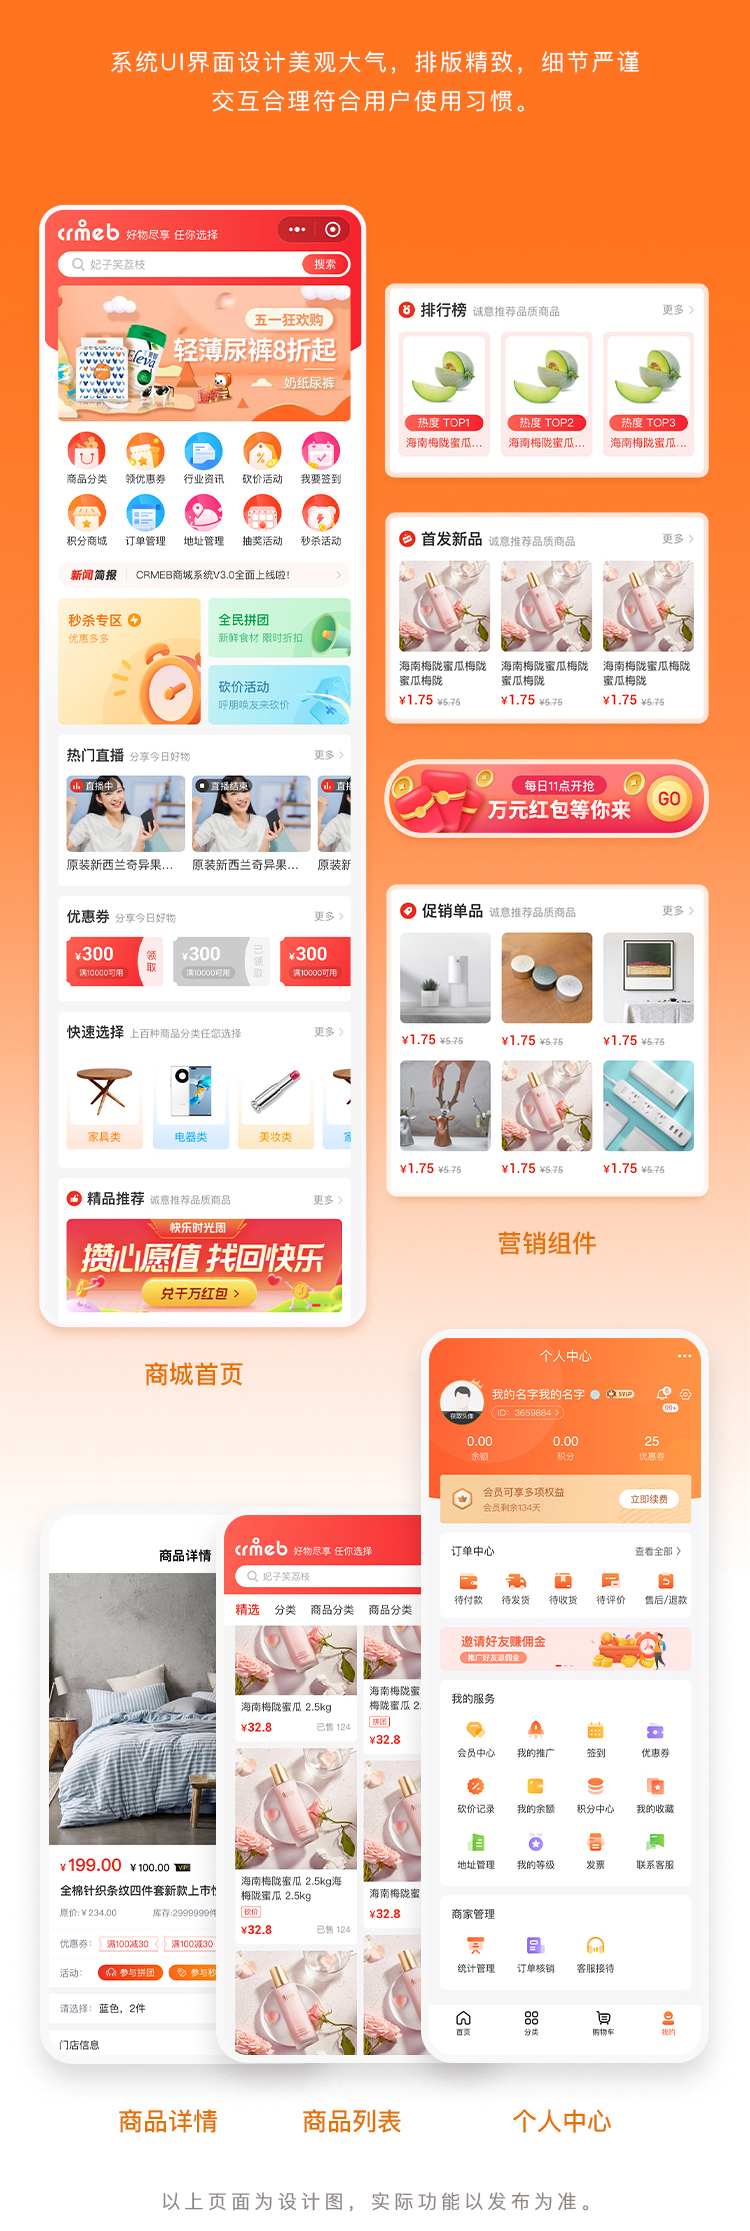 系统UI界面设计美观大气，排版精致，细节严谨
交互合理符合用户使用习惯。
crmeb 好物尽享 任你选择
妃子笑荔枝 搜索
五一狂欢购
轻薄尿裤8折起
奶纸尿裤
Eleva
商品分类 领优惠券 行业资讯 砍价活动 我要签到
积分商城 订单管理 地址管理 抽奖活动 秒杀活动
新闻简报 CRMEB商城系统V3.0全面上线啦！
秒杀专区
优惠多多
全民拼团
新鲜食材 限时折扣
砍价活动
呼朋唤友来砍价
热门直播 分享今日好物 更多
直播中 直播结束 直播
原装新西兰奇异果... 原装新西兰奇异果... 原装新
优惠券 分享今日好物 更多
¥300 领取 ¥300 已领取 ¥300
满10000可用 满10000可用 满10000可用
快速选择 上百种商品分类任您选择 更多
家具类 电器类 美妆类
精品推荐 诚意推荐品质商品 更多
快乐时光周
攒心愿值 找回快乐
兑千万红包
商城首页
排行榜 诚意推荐品质商品 更多
热度 TOP1 热度 TOP2 热度 TOP3
海南梅陇蜜瓜... 海南梅陇蜜瓜... 海南梅陇蜜瓜...
首发新品 诚意推荐品质商品 更多
海南梅陇蜜瓜梅陇 海南梅陇蜜瓜梅陇 海南梅陇蜜瓜梅陇
蜜瓜梅陇 蜜瓜梅陇 蜜瓜梅陇
¥1.75 ¥5.75 ¥1.75 ¥5.75 ¥1.75 ¥5.75
每日11点开抢
万元红包等你来
GO
促销单品 诚意推荐品质商品 更多
¥1.75 ¥5.75 ¥1.75 ¥5.75 ¥1.75 ¥5.75
¥1.75 ¥5.75 ¥1.75 ¥5.75 ¥1.75 ¥5.75
营销组件
商品详情
¥199.00 ¥100.00 VIP
全棉针织条纹四件套新款上市
原价:¥234.00 库存:2999999件
优惠券: 满100减30 满100减30
活动: 参与拼团 参与秒
请选择: 蓝色，2件
门店信息
crmeb 好物尽享 任你选择
妃子笑荔枝
精选 分类 商品分类 商品分类
海南梅陇蜜瓜 2.5kg
¥32.8 已售 124
海南梅陇蜜
梅陇蜜瓜 2.5kg
拼团
¥32.8
海南梅陇蜜瓜 2.5kg海
梅陇蜜瓜 2.5kg
砍价
¥32.8 已售 124
海南梅陇蜜
¥32.8
个人中心
我的名字我的名字 SVIP 6
获取头像
ID: 3659884 99+
0.00 0.00 25
余额 积分 优惠券
会员可享多项权益
会员剩余134天
立即续费
订单中心 查看全部
待付款 待发货 待收货 待评价 售后/退款
邀请好友赚佣金
推广好友返佣金
我的服务
会员中心 我的推广 签到 优惠券
砍价记录 我的余额 积分中心 我的收藏
地址管理 我的等级 发票 联系客服
商家管理
统计管理 订单核销 客服接待
首页 分类 购物车 我的
商品详情 商品列表 个人中心
以上页面为设计图，实际功能以发布为准。